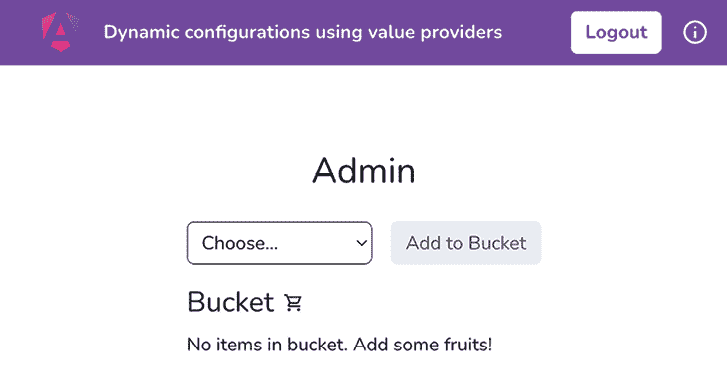 Dynamic configurations using value providers
Logout
Admin
Choose...
Add to Bucket
Bucket
No items in bucket. Add some fruits!